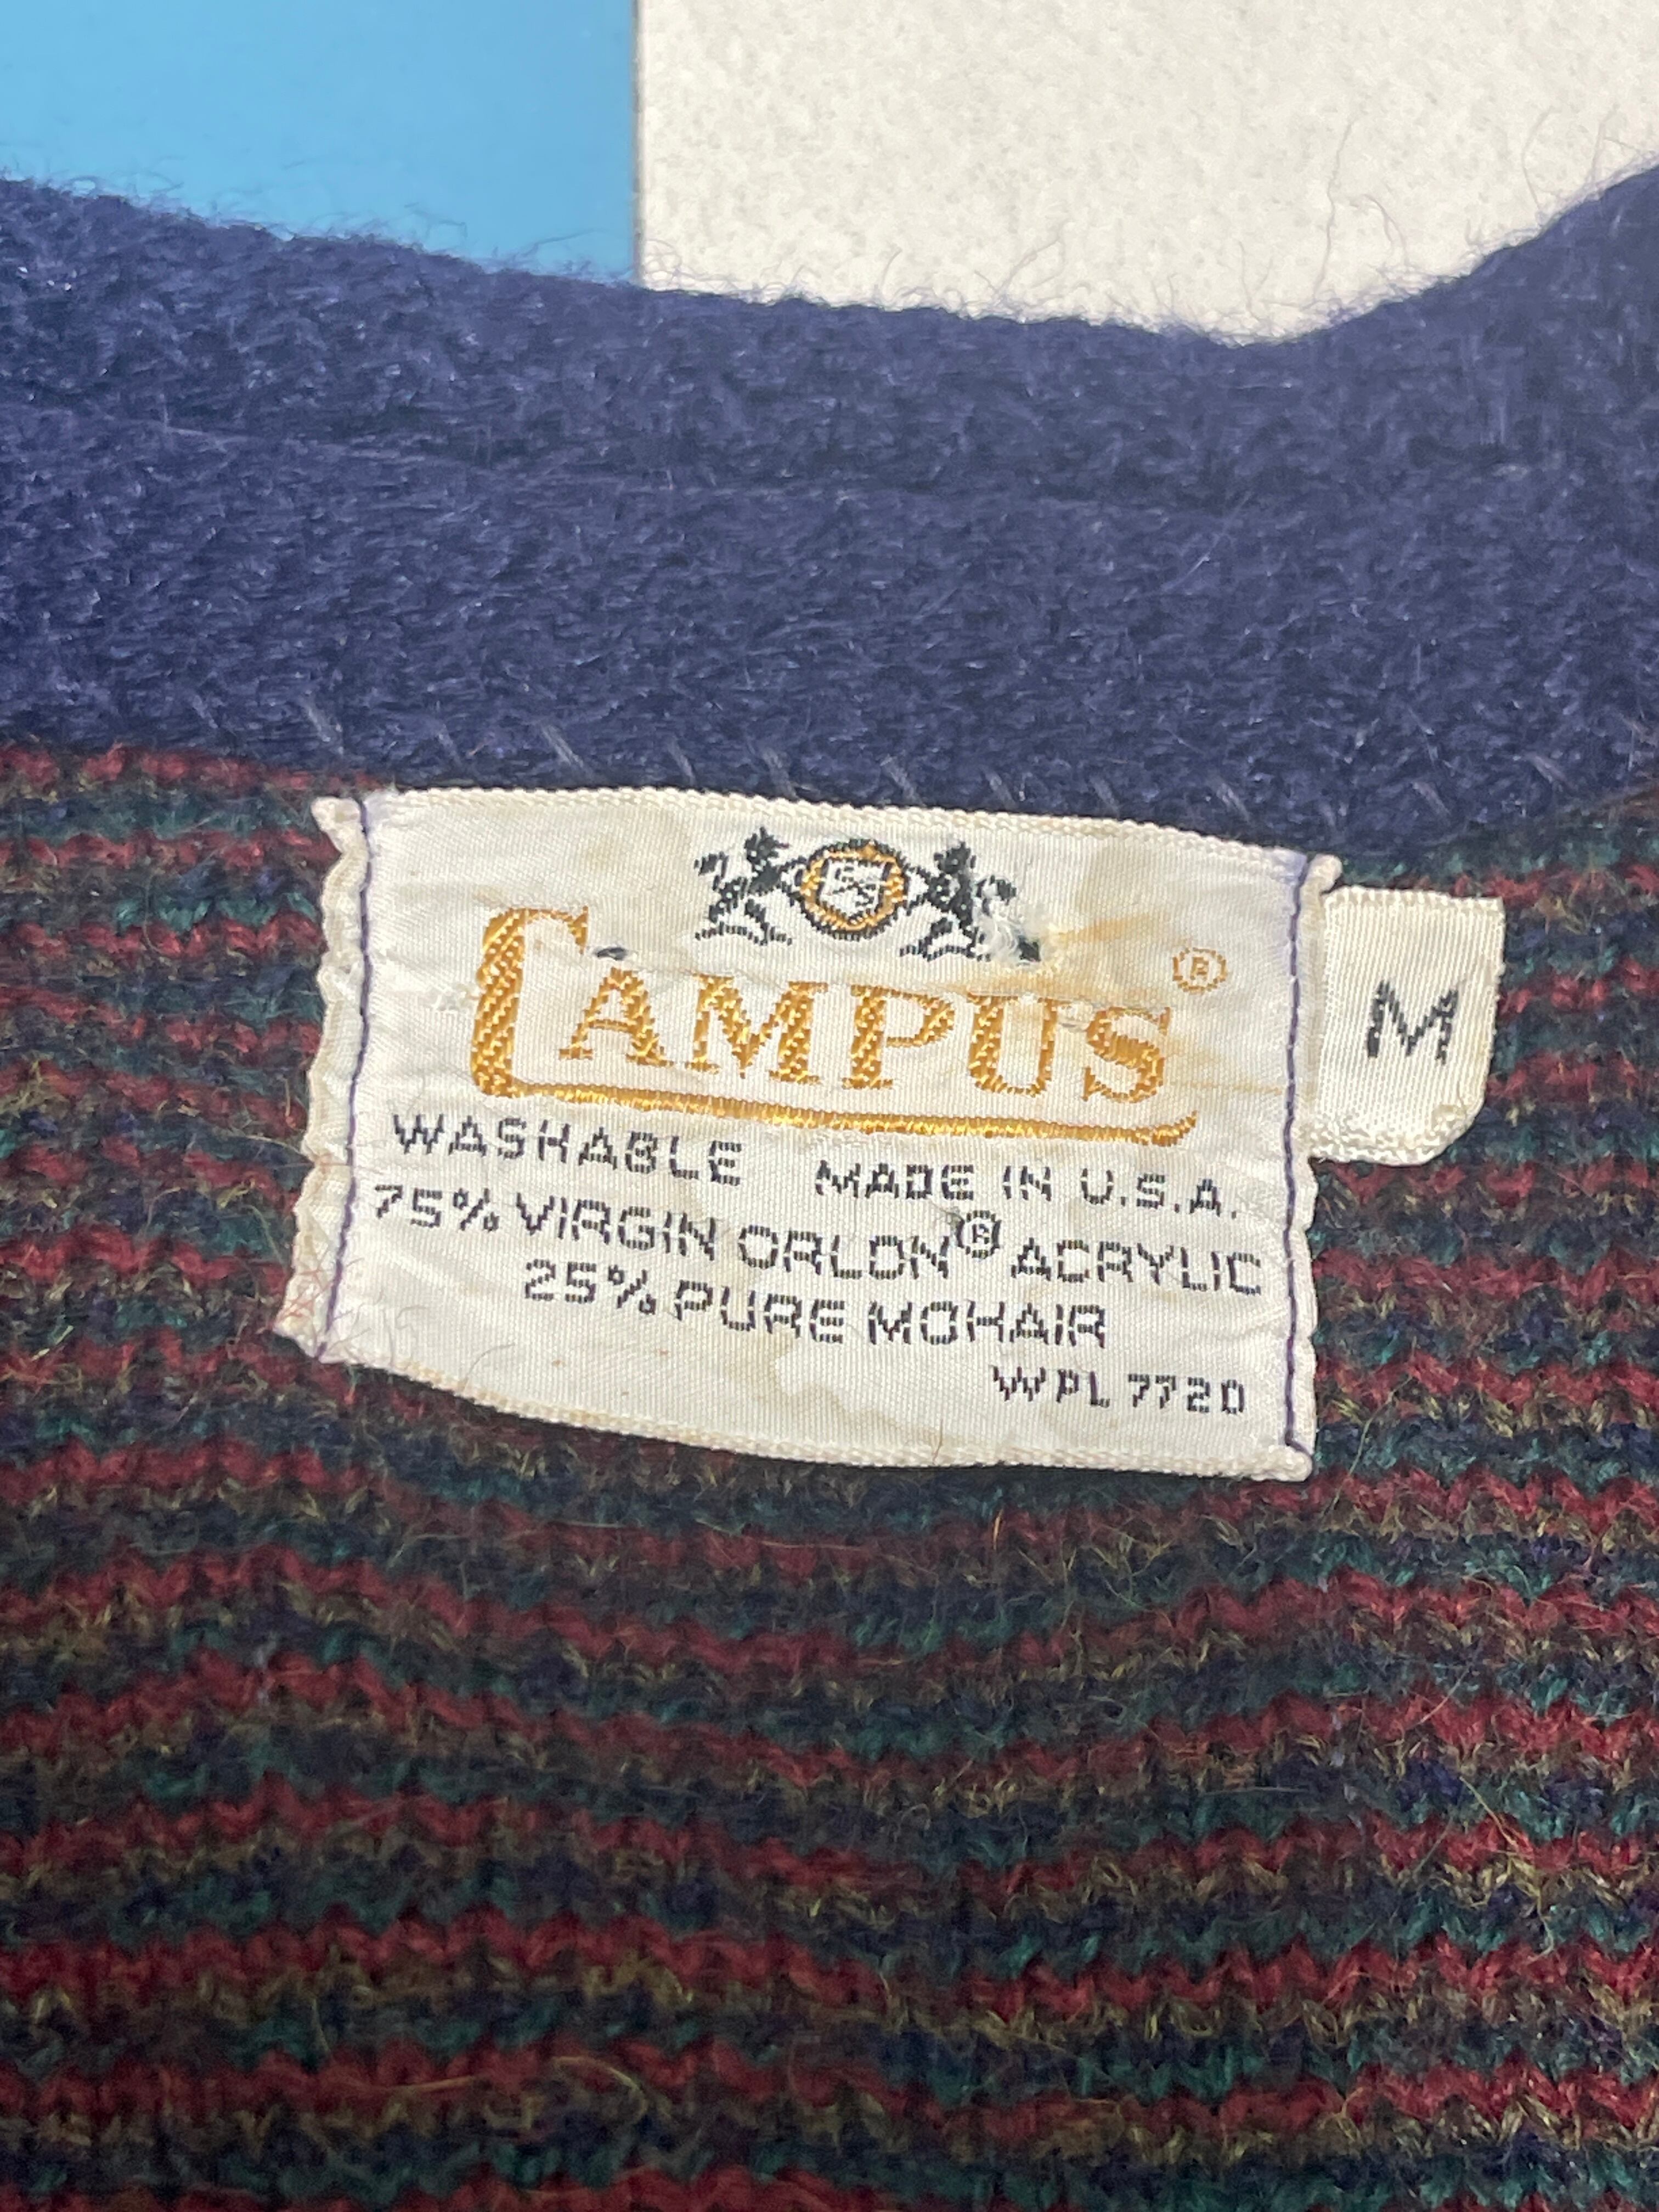 CAMPUS®
M
WASHABLE MADE IN U.S.A.
75% VIRGIN ORLON® ACRYLIC
25% PURE MOHAIR
WPL 7720